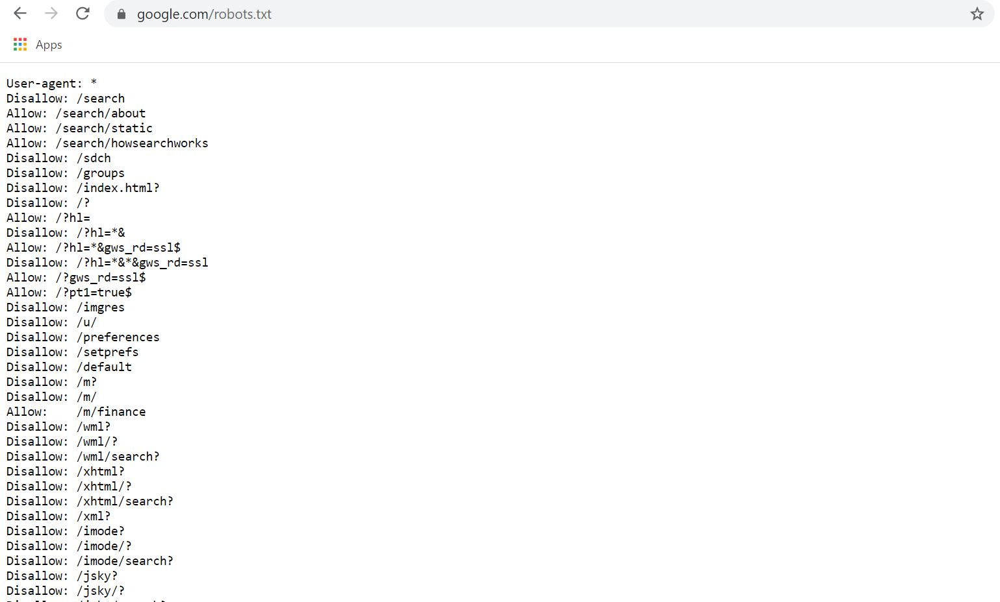 google.com/robots.txt
Apps
User-agent: *
Disallow: /search
Allow: /search/about
Allow: /search/static
Allow: /search/howsearchworks
Disallow: /sdch
Disallow: /groups
Disallow: /index.html?
Disallow: /?
Allow: /?hl=
Disallow: /?hl=*&
Allow: /?hl=*&gws_rd=ssl$
Disallow: /?hl=*&*&gws_rd=ssl
Allow: /?gws_rd=ssl$
Allow: /?pt1=true$
Disallow: /imgres
Disallow: /u/
Disallow: /preferences
Disallow: /setprefs
Disallow: /default
Disallow: /m?
Disallow: /m/
Allow:    /m/finance
Disallow: /wml?
Disallow: /wml/?
Disallow: /wml/search?
Disallow: /xhtml?
Disallow: /xhtml/?
Disallow: /xhtml/search?
Disallow: /xml?
Disallow: /imode?
Disallow: /imode/?
Disallow: /imode/search?
Disallow: /jsky?
Disallow: /jsky/?